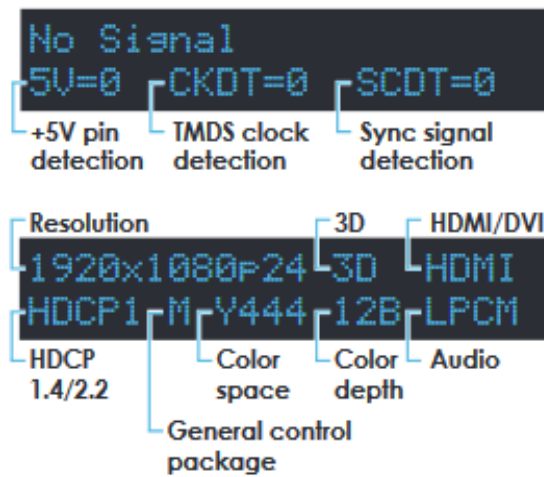 No Signal
5V=0 CKDT=0 SCDT=0
+5V pin detection
TMDS clock detection
Sync signal detection
Resolution 3D HDMI/DVI
1920x1080p24 3D HDMI
HDCP1 M Y444 12B LPCM
HDCP 1.4/2.2
Color space
Color depth
Audio
General control package